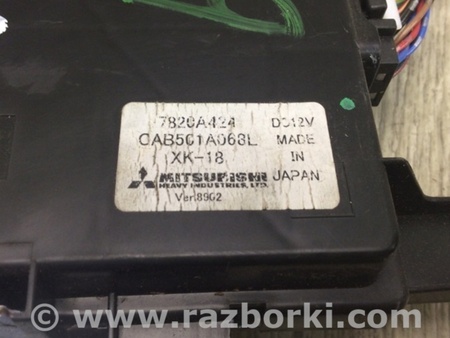 7820A424 DC12V
CAB501A068L MADE
XK-18 IN
MITSUBISHI JAPAN
HEAVY INDUSTRIES, LTD.
Ver.8902
© www.razborki.com